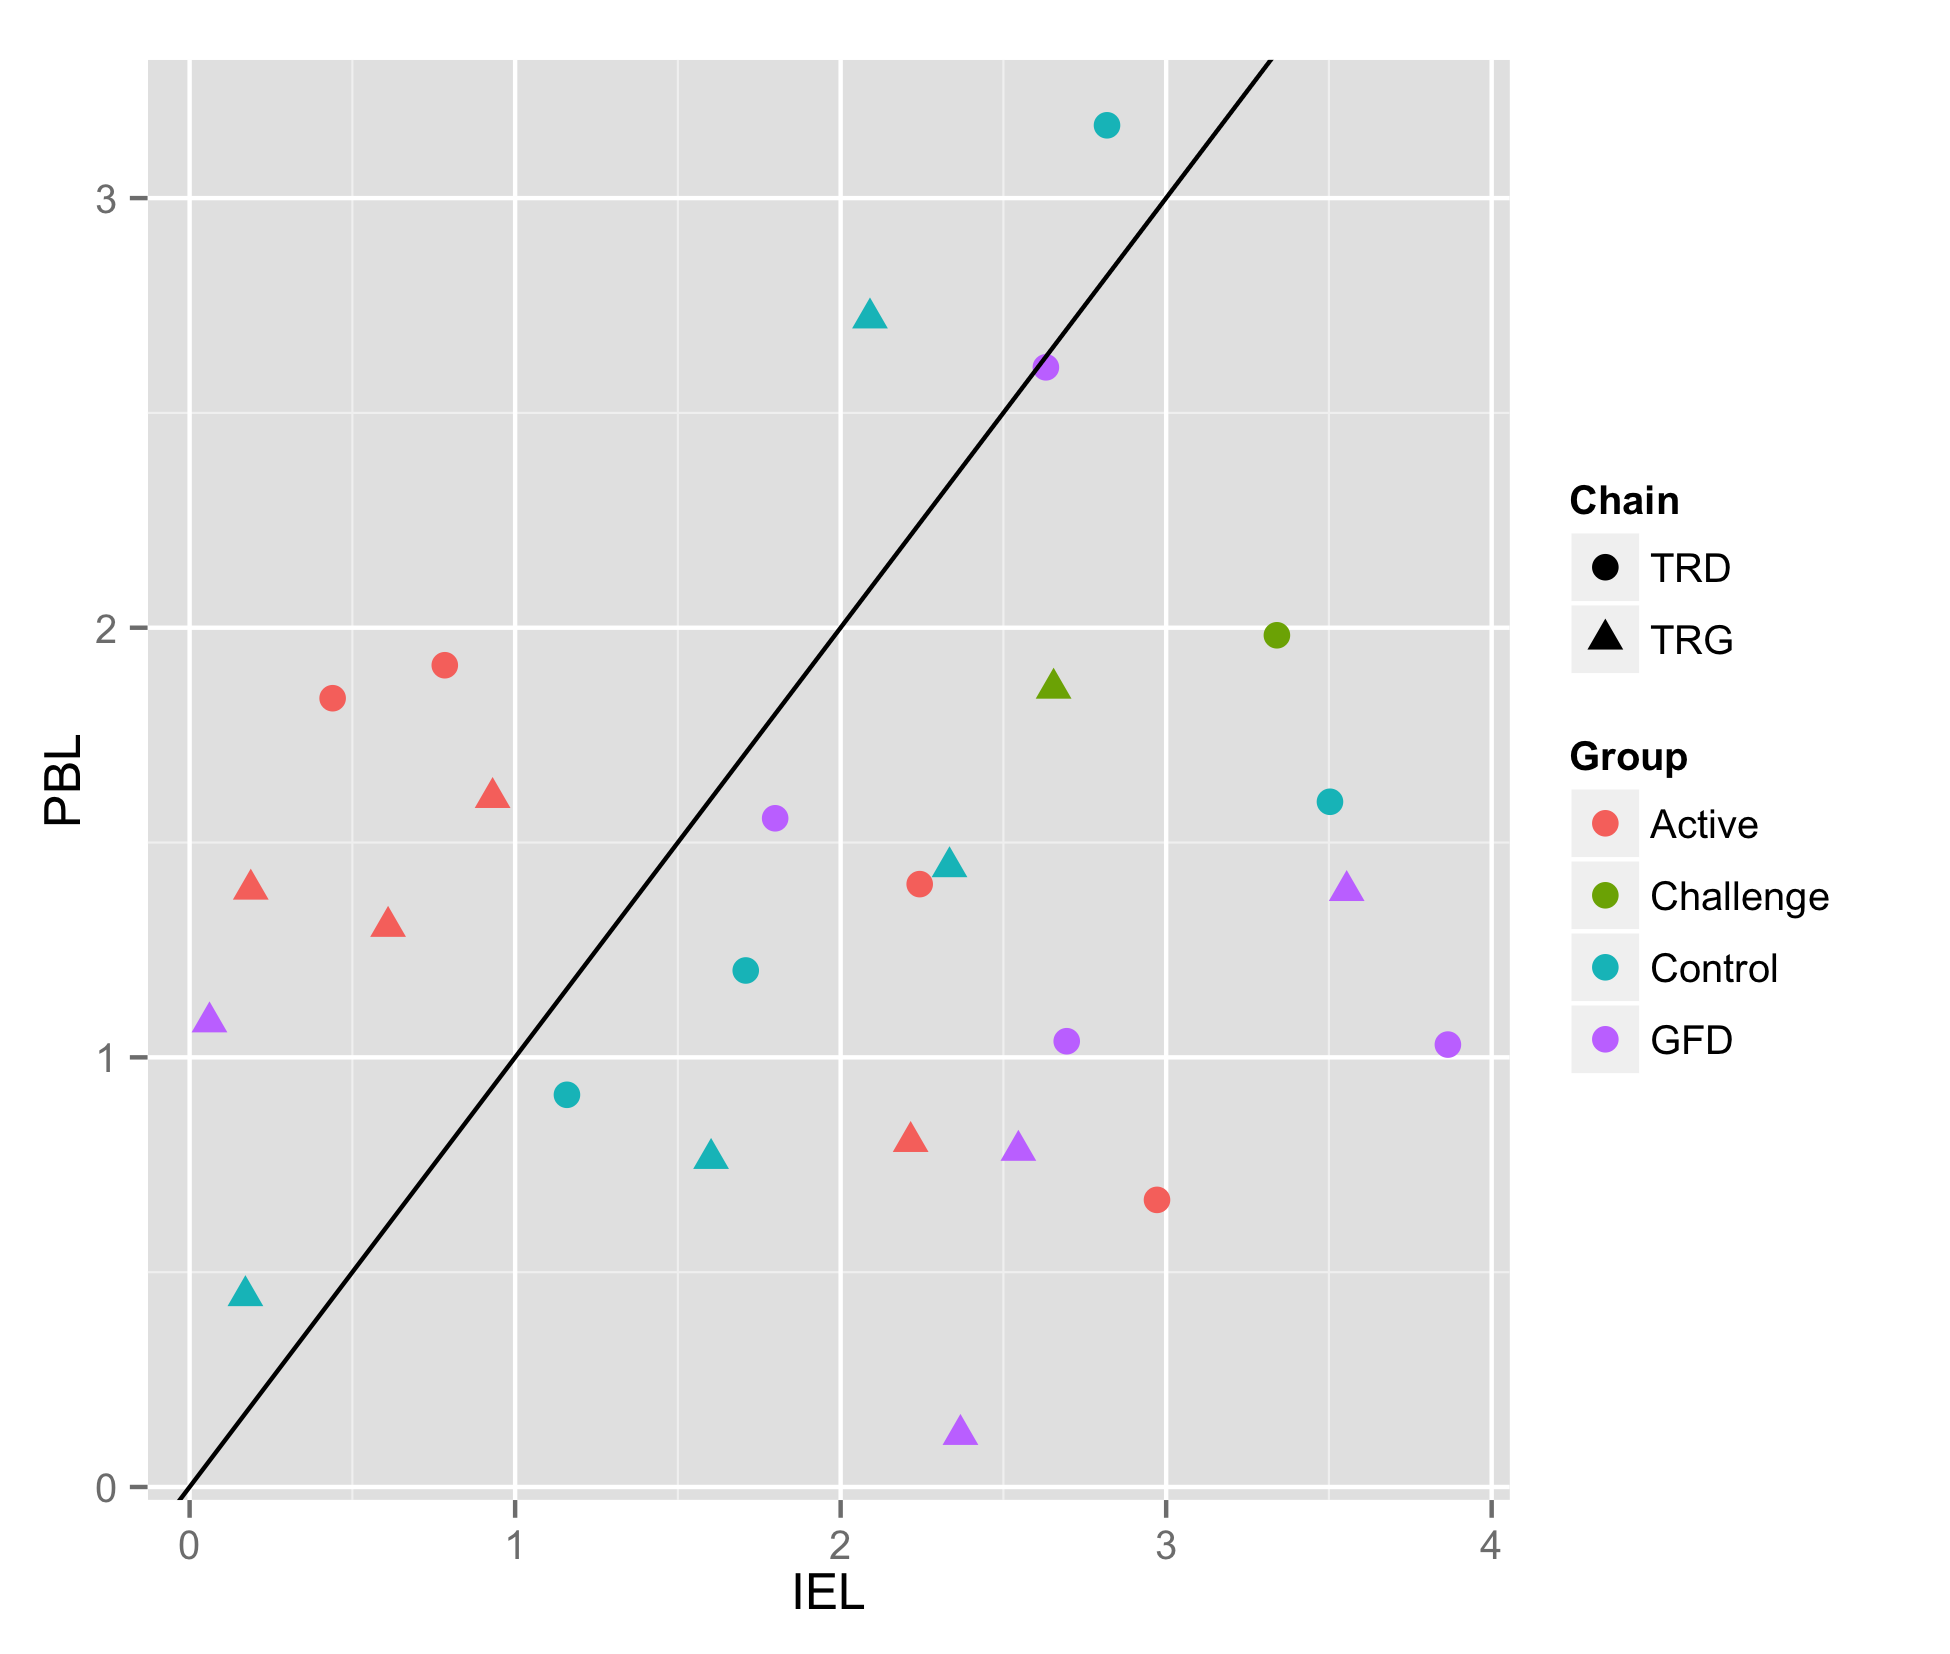 3
2
1
0
PBL
0 1 2 3 4
IEL
Chain
TRD
TRG
Group
Active
Challenge
Control
GFD